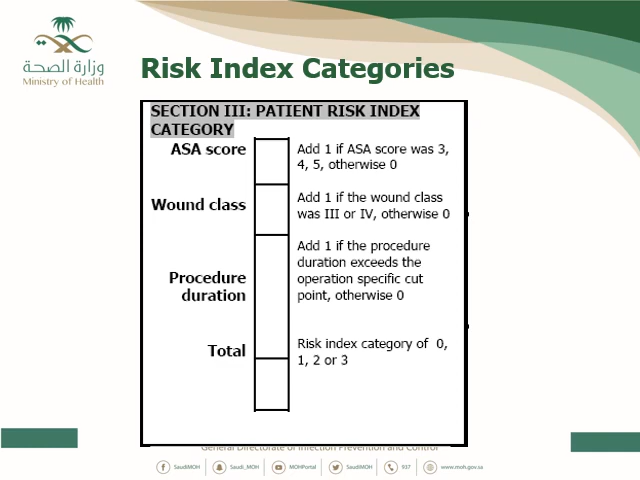 وزارة الصحة
Ministry of Health
Risk Index Categories
SECTION III: PATIENT RISK INDEX
CATEGORY
ASA score
Add 1 if ASA score was 3,
4, 5, otherwise 0
Wound class
Add 1 if the wound class
was III or IV, otherwise 0
Procedure
duration
Add 1 if the procedure
duration exceeds the
operation specific cut
point, otherwise 0
Total
Risk index category of 0,
1, 2 or 3
General Directorate of Infection Prevention and Control
SaudiMOH
Saudi_MOH
MOHPortal
SaudiMOH
937
www.moh.gov.sa